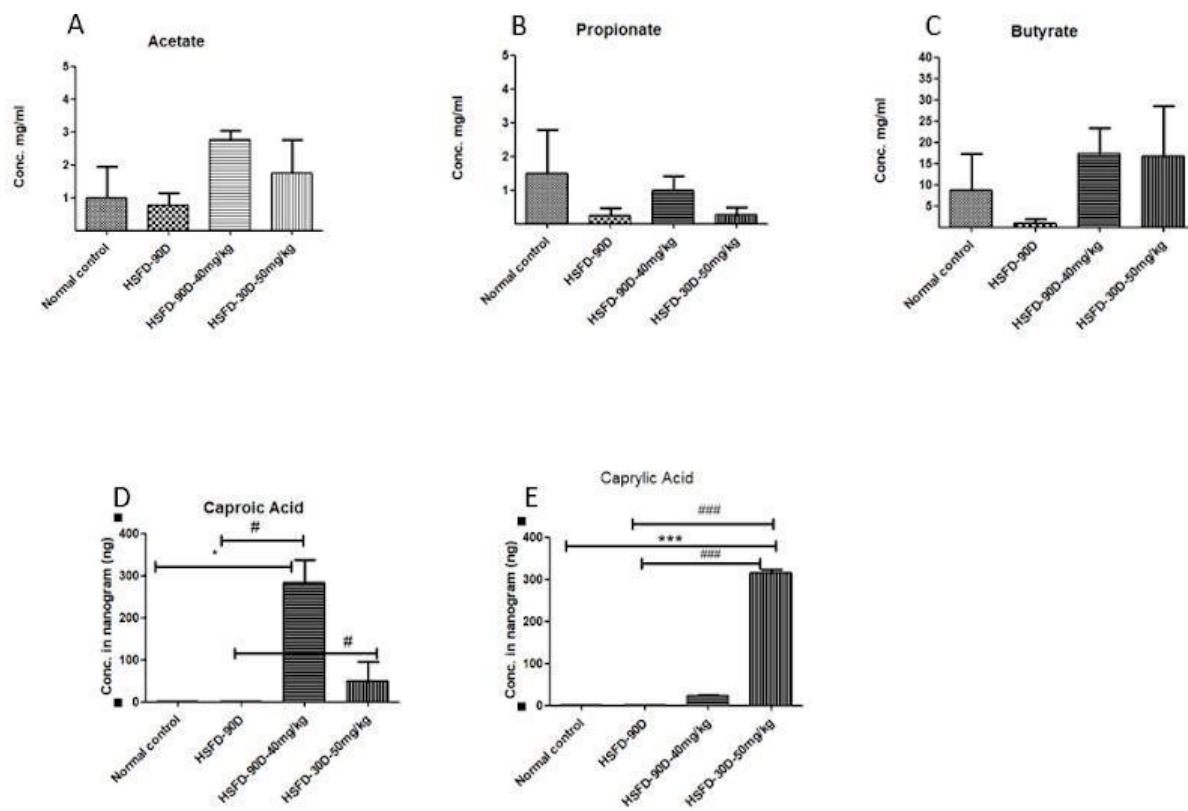 A
Acetate
Conc. mg/ml
5
4
3
2
1
Normal control
HSFD-90D
HSFD-90D-40mg/kg
HSFD-30D-50mg/kg
B
Propionate
Conc. mg/ml
5
4
3
2
1
Normal control
HSFD-90D
HSFD-90D-40mg/kg
HSFD-30D-50mg/kg
C
Butyrate
Conc. mg/ml
40
35
30
25
20
15
10
5
Normal control
HSFD-90D
HSFD-90D-40mg/kg
HSFD-30D-50mg/kg
D
Caproic Acid
Conc. in nanogram (ng)
400
300
200
100
0
#
*
#
Normal control
HSFD-90D
HSFD-90D-40mg/kg
HSFD-30D-50mg/kg
E
Caprylic Acid
Conc. in nanogram (ng)
400
300
200
100
0
###
***
###
Normal control
HSFD-90D
HSFD-90D-40mg/kg
HSFD-30D-50mg/kg